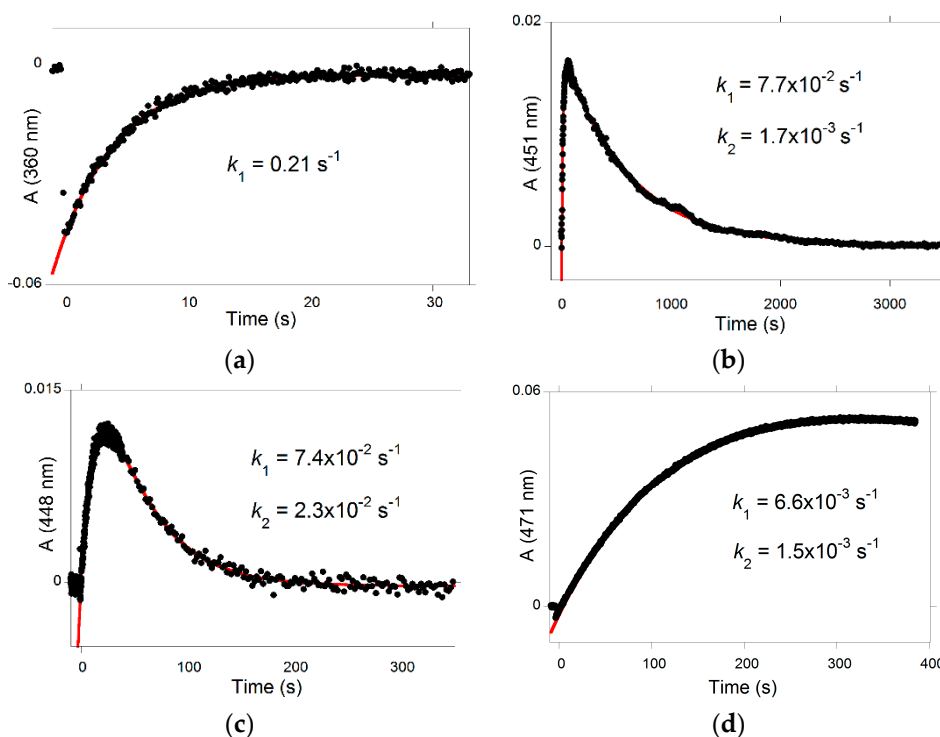 0
A (360 nm)
k₁ = 0.21 s⁻¹
-0.06
0 10 20 30
Time (s)
(a)
0.02
A (451 nm)
k₁ = 7.7x10⁻² s⁻¹
k₂ = 1.7x10⁻³ s⁻¹
0
0 1000 2000 3000
Time (s)
(b)
0.015
A (448 nm)
k₁ = 7.4x10⁻² s⁻¹
k₂ = 2.3x10⁻² s⁻¹
0
0 100 200 300
Time (s)
(c)
0.06
A (471 nm)
k₁ = 6.6x10⁻³ s⁻¹
k₂ = 1.5x10⁻³ s⁻¹
0
0 100 200 300 400
Time (s)
(d)